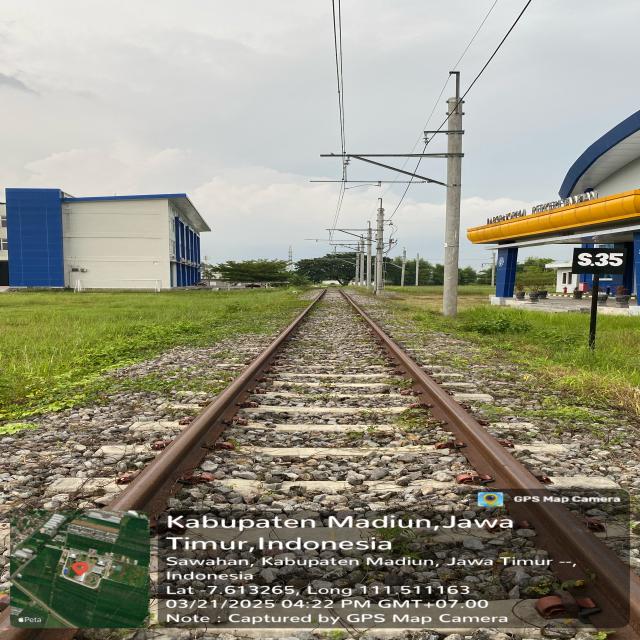 S.35
GPS Map Camera
Kabupaten Madiun,Jawa
Timur,Indonesia
Sawahan, Kabupaten Madiun, Jawa Timur --,
Indonesia
Lat -7.613265, Long 111.511163
03/21/2025 04:22 PM GMT+07.00
Note : Captured by GPS Map Camera
Peta